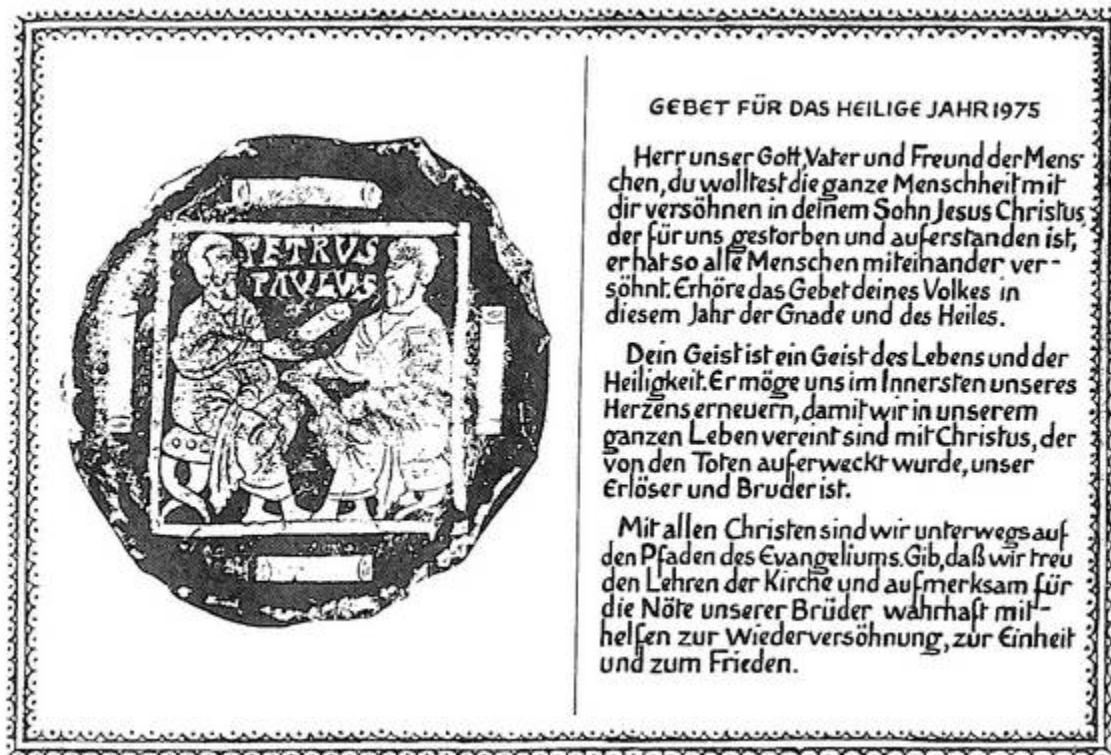 PETRVS
PAVLVS
GEBET FÜR DAS HEILIGE JAHR 1975
Herr unser Gott, Vater und Freund der Mens-
chen, du wolltest die ganze Menschheit mit
dir versöhnen in deinem Sohn Jesus Christus
der für uns gestorben und auferstanden ist,
er hat so alle Menschen miteinander ver-
söhnt. Erhöre das Gebet deines Volkes in
diesem Jahr der Gnade und des Heiles.
Dein Geist ist ein Geist des Lebens und der
Heiligkeit. Er möge uns im Innersten unseres
Herzens erneuern, damit wir in unserem
ganzen Leben vereint sind mit Christus, der
von den Toten auferweckt wurde, unser
Erlöser und Bruder ist.
Mit allen Christen sind wir unterwegs auf
den Pfaden des Evangeliums. Gib, daß wir treu
den Lehren der Kirche und aufmerksam für
die Nöte unserer Brüder wahrhaft mit-
helfen zur Wiederversöhnung, zur Einheit
und zum Frieden.